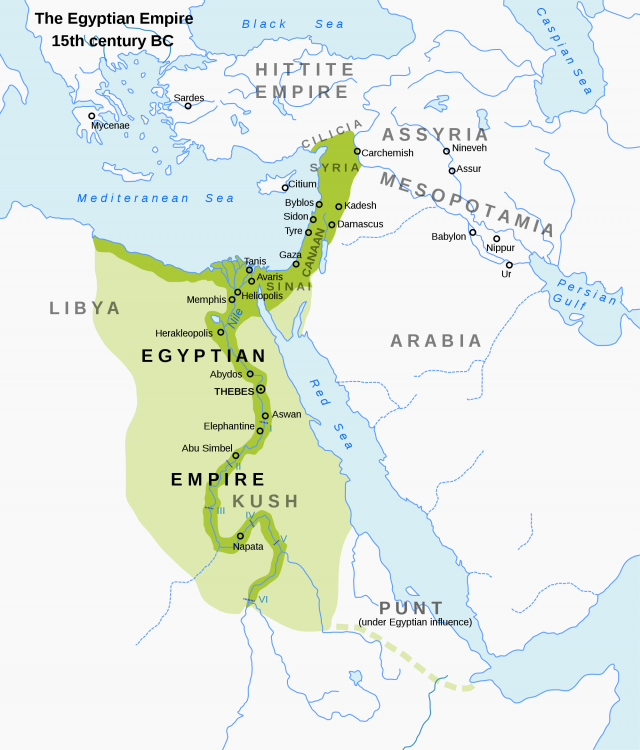 The Egyptian Empire
15th century BC
Black Sea
Caspian Sea
HITTITE
EMPIRE
Sardes
Mycenae
CILICIA
ASSYRIA
Carchemish
Nineveh
SYRIA
Assur
MESOPOTAMIA
Citium
Mediterranean Sea
Byblos
Kadesh
Sidon
Damascus
Tyre
Babylon
Nippur
CANAAN
Gaza
Tanis
Ur
Avaris
SINAI
Persian
Gulf
Memphis
Heliopolis
LIBYA
Nile
Herakleopolis
ARABIA
EGYPTIAN
Abydos
THEBES
Red Sea
Aswan
Elephantine
Abu Simbel
II
EMPIRE
KUSH
III
IV
Napata
V
VI
PUNT
(under Egyptian influence)